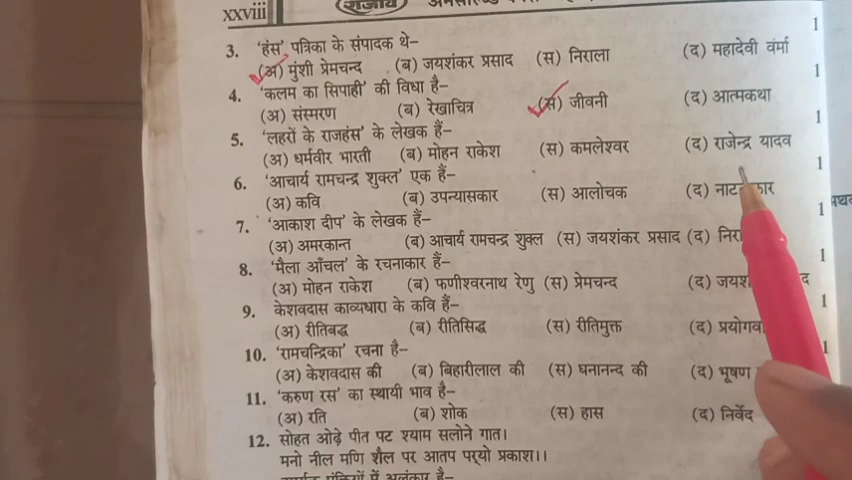 xxviii
राजीव
3. 'हंस' पत्रिका के संपादक थे– 1
(अ) मुंशी प्रेमचन्द (ब) जयशंकर प्रसाद (स) निराला (द) महादेवी वर्मा
4. 'कलम का सिपाही' की विधा है– 1
(अ) संस्मरण (ब) रेखाचित्र (स) जीवनी (द) आत्मकथा
5. 'लहरों के राजहंस' के लेखक हैं– 1
(अ) धर्मवीर भारती (ब) मोहन राकेश (स) कमलेश्वर (द) राजेन्द्र यादव
6. 'आचार्य रामचन्द्र शुक्ल' एक हैं– 1
(अ) कवि (ब) उपन्यासकार (स) आलोचक (द)
7. 'आकाश दीप' के लेखक हैं– 1
(अ) अमरकान्त (ब) आचार्य रामचन्द्र शुक्ल (स) जयशंकर प्रसाद (द)
8. 'मैला आँचल' के रचनाकार हैं– 1
(अ) मोहन राकेश (ब) फणीश्वरनाथ रेणु (स) प्रेमचन्द (द)
9. केशवदास काव्यधारा के कवि हैं– 1
(अ) रीतिबद्ध (ब) रीतिसिद्ध (स) रीतिमुक्त (द)
10. 'रामचन्द्रिका' रचना है– 1
(अ) केशवदास की (ब) बिहारीलाल की (स) घनानन्द की (द) भूषण
11. 'करुण रस' का स्थायी भाव है–
(अ) रति (ब) शोक (स) हास (द) निर्वेद
12. सोहत ओढ़े पीत पट श्याम सलोने गात।
मनो नील मणि शैल पर आतप पर्‌यो प्रकाश।।
में अलंकार है–